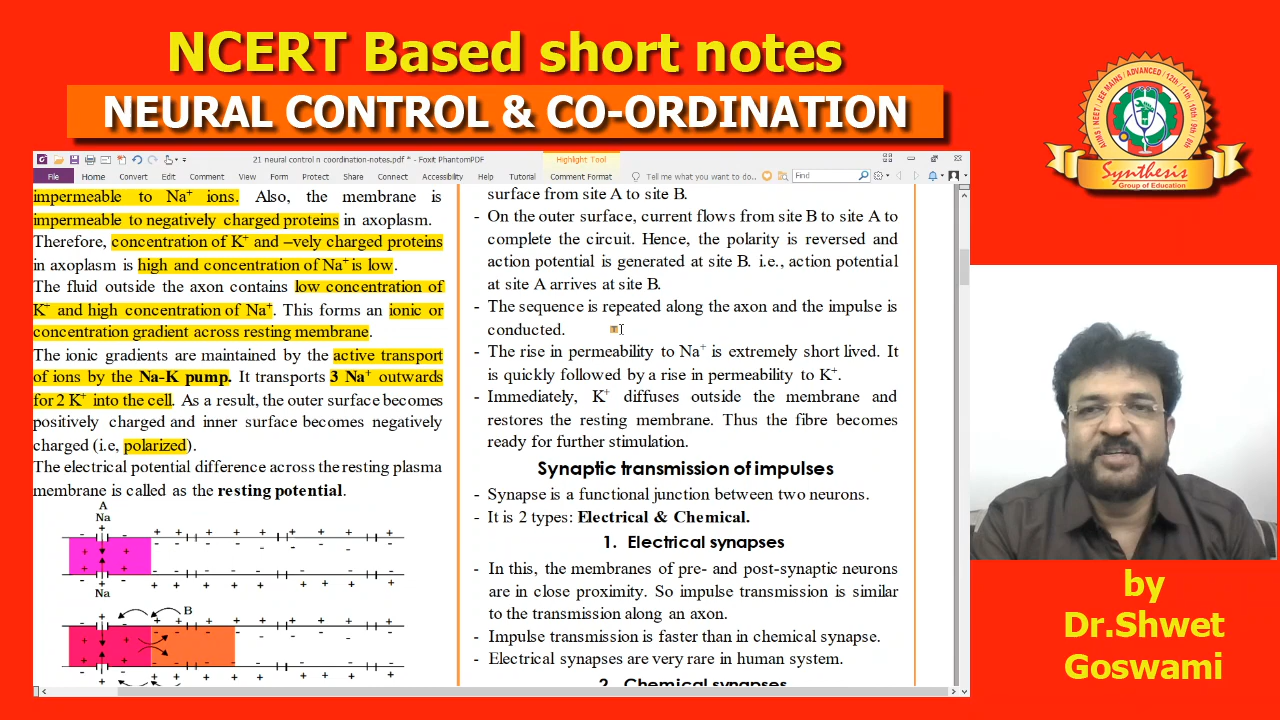 NCERT Based short notes
NEURAL CONTROL & CO-ORDINATION
AIIMS / NEET / JEE MAINS / ADVANCED / 12th / 11th / 10th / 9th / 8th
Synthesis
Group of Education
21 neural control n coordination-notes.pdf * - Foxit PhantomPDF
Highlight Tool
File Home Convert Edit Comment View Form Protect Share Connect Accessibility Help Tutorial Comment Format Tell me what you want to do.. Find
impermeable to Na+ ions. Also, the membrane is
impermeable to negatively charged proteins in axoplasm.
Therefore, concentration of K+ and –vely charged proteins
in axoplasm is high and concentration of Na+ is low.
The fluid outside the axon contains low concentration of
K+ and high concentration of Na+. This forms an ionic or
concentration gradient across resting membrane.
The ionic gradients are maintained by the active transport
of ions by the Na-K pump. It transports 3 Na+ outwards
for 2 K+ into the cell. As a result, the outer surface becomes
positively charged and inner surface becomes negatively
charged (i.e, polarized).
The electrical potential difference across the resting plasma
membrane is called as the resting potential.
A
Na
Na
B
surface from site A to site B.
- On the outer surface, current flows from site B to site A to
complete the circuit. Hence, the polarity is reversed and
action potential is generated at site B. i.e., action potential
at site A arrives at site B.
- The sequence is repeated along the axon and the impulse is
conducted.
- The rise in permeability to Na+ is extremely short lived. It
is quickly followed by a rise in permeability to K+.
- Immediately, K+ diffuses outside the membrane and
restores the resting membrane. Thus the fibre becomes
ready for further stimulation.
Synaptic transmission of impulses
- Synapse is a functional junction between two neurons.
- It is 2 types: Electrical & Chemical.
1. Electrical synapses
- In this, the membranes of pre- and post-synaptic neurons
are in close proximity. So impulse transmission is similar
to the transmission along an axon.
- Impulse transmission is faster than in chemical synapse.
- Electrical synapses are very rare in human system.
2. Chemical synapses
by
Dr.Shwet
Goswami